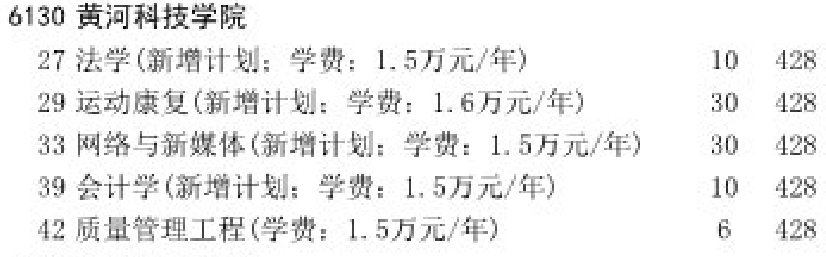 6130 黄河科技学院
27 法学(新增计划; 学费: 1.5万元/年) 10 428
29 运动康复(新增计划; 学费: 1.6万元/年) 30 428
33 网络与新媒体(新增计划; 学费: 1.5万元/年) 30 428
39 会计学(新增计划; 学费: 1.5万元/年) 10 428
42 质量管理工程(学费: 1.5万元/年) 6 428